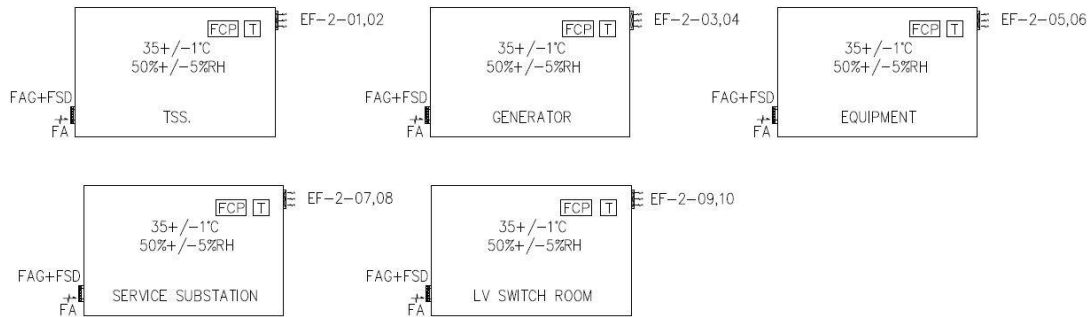 EF-2-01,02
FCP T
35+/-1°C
50%+/-5%RH
FAG+FSD
FA
TSS.
EF-2-03,04
FCP T
35+/-1°C
50%+/-5%RH
FAG+FSD
FA
GENERATOR
EF-2-05,06
FCP T
35+/-1°C
50%+/-5%RH
FAG+FSD
FA
EQUIPMENT
EF-2-07,08
FCP T
35+/-1°C
50%+/-5%RH
FAG+FSD
FA
SERVICE SUBSTATION
EF-2-09,10
FCP T
35+/-1°C
50%+/-5%RH
FAG+FSD
FA
LV SWITCH ROOM